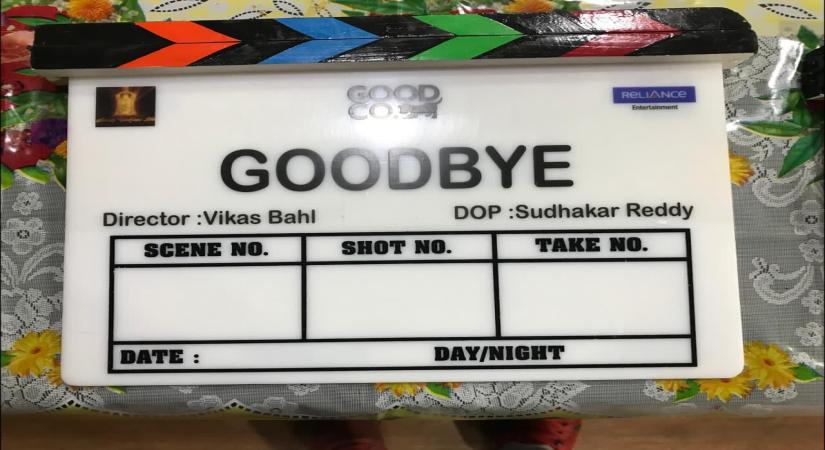 GOOD
CO.
RELIANCE
Entertainment
GOODBYE
Director :Vikas Bahl
DOP :Sudhakar Reddy
SCENE NO. SHOT NO. TAKE NO.
DATE : DAY/NIGHT